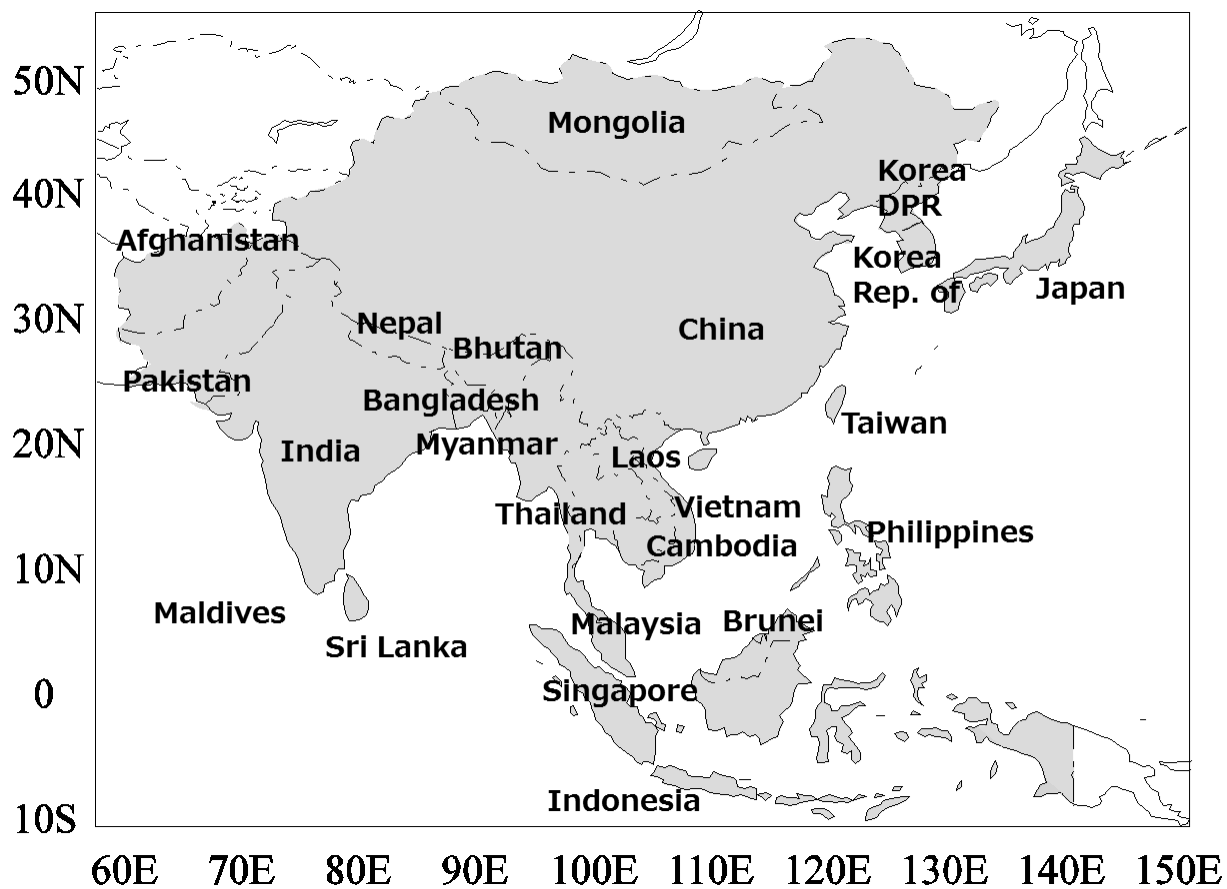 50N
Mongolia
Korea
DPR
40N
Afghanistan
Korea
Rep. of
Japan
30N
Nepal
China
Bhutan
Pakistan
Bangladesh
Taiwan
20N
Myanmar
India
Laos
Vietnam
Thailand
Philippines
Cambodia
10N
Maldives
Malaysia
Brunei
Sri Lanka
0
Singapore
Indonesia
10S
60E 70E 80E 90E 100E 110E 120E 130E 140E 150E